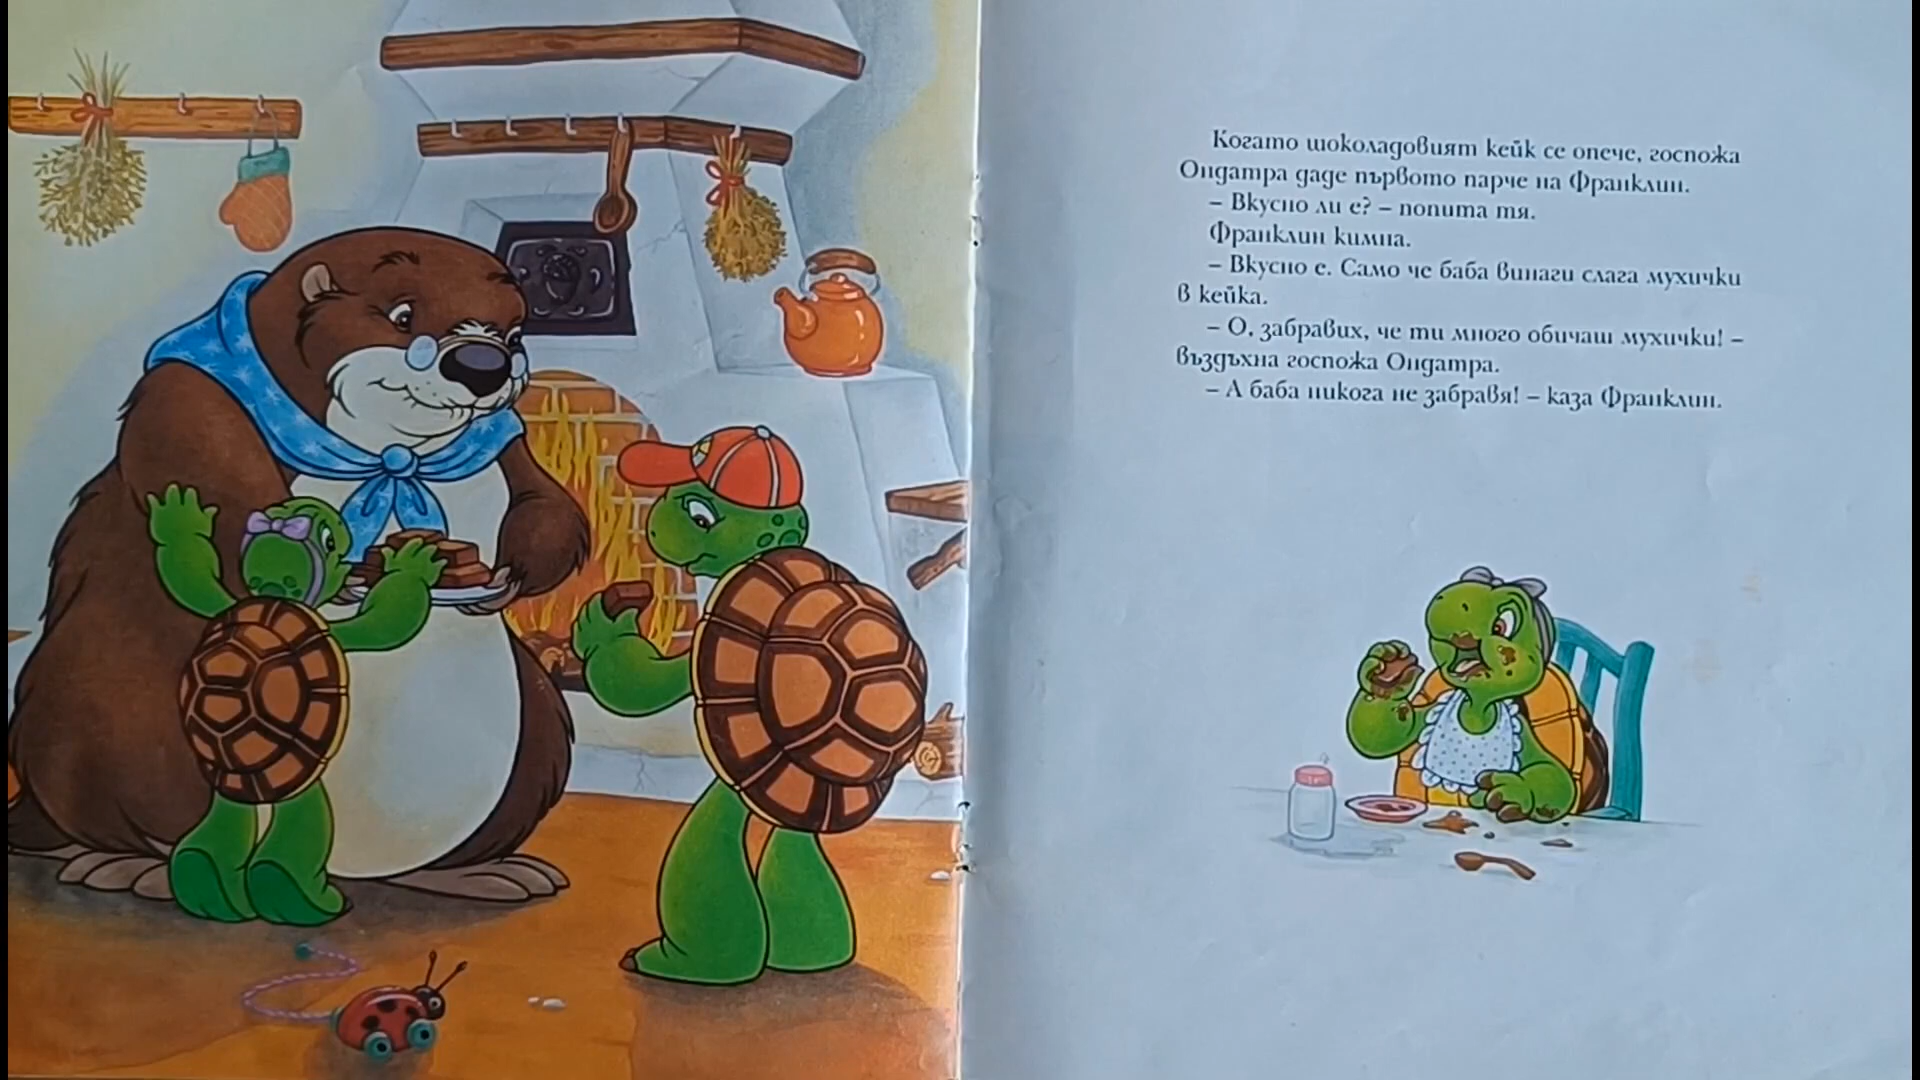 Когато шоколадовият кейк се опече, госпожа
Ондатра даде първото парче на Франклин.
– Вкусно ли е? – попита тя.
Франклин кимна.
– Вкусно е. Само че баба винаги слага мухички
в кейка.
– О, забравих, че ти много обичаш мухички! –
въздъхна госпожа Ондатра.
– А баба никога не забравя! – каза Франклин.